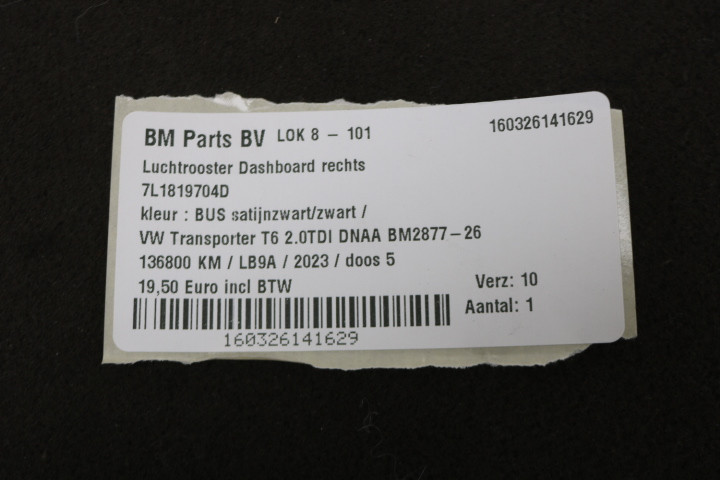 BM Parts BV LOK 8 - 101 160326141629
Luchtrooster Dashboard rechts
7L1819704D
kleur : BUS satijnzwart/zwart /
VW Transporter T6 2.0TDI DNAA BM2877-26
136800 KM / LB9A / 2023 / doos 5
19,50 Euro incl BTW Verz: 10
Aantal: 1
160326141629